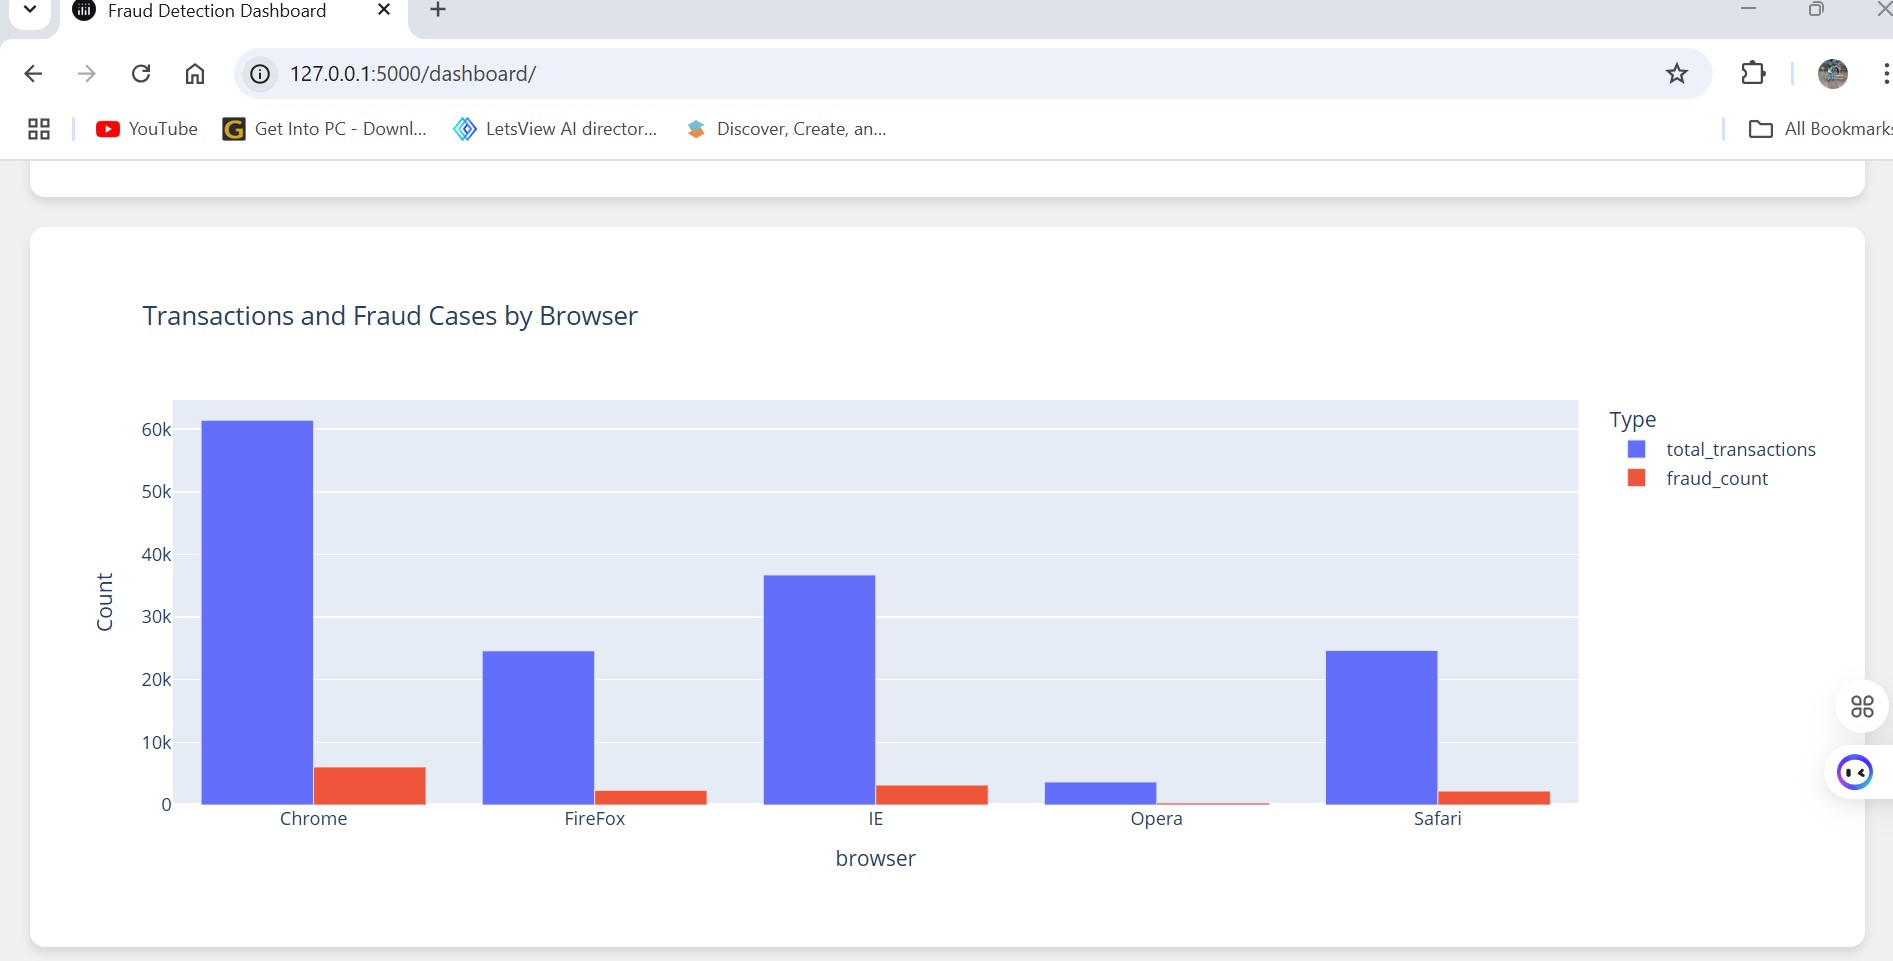 Fraud Detection Dashboard
127.0.0.1:5000/dashboard/
YouTube
Get Into PC - Downl...
LetsView AI director...
Discover, Create, an...
All Bookmarks
Transactions and Fraud Cases by Browser
60k
50k
40k
30k
20k
10k
0
Count
Chrome
FireFox
IE
Opera
Safari
browser
Type
total_transactions
fraud_count